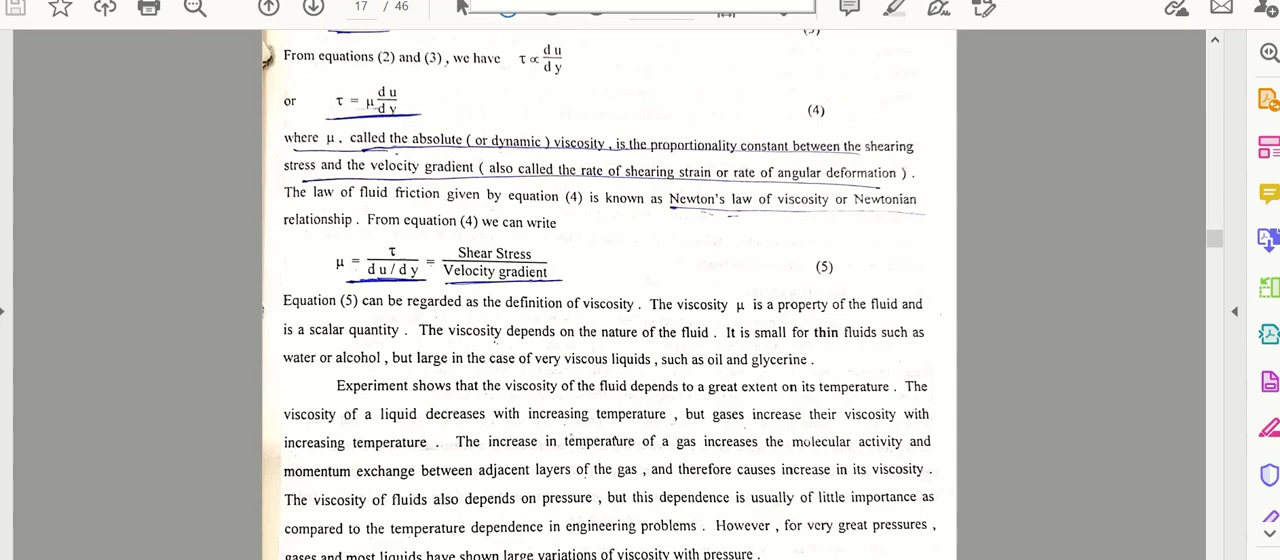 17 / 46
(3)
From equations (2) and (3), we have τ ∝ du/dy
or τ = μ du/dy (4)
where μ, called the absolute (or dynamic) viscosity, is the proportionality constant between the shearing
stress and the velocity gradient (also called the rate of shearing strain or rate of angular deformation).
The law of fluid friction given by equation (4) is known as Newton's law of viscosity or Newtonian
relationship. From equation (4) we can write
μ = τ / (du/dy) = Shear Stress / Velocity gradient (5)
Equation (5) can be regarded as the definition of viscosity. The viscosity μ is a property of the fluid and
is a scalar quantity. The viscosity depends on the nature of the fluid. It is small for thin fluids such as
water or alcohol, but large in the case of very viscous liquids, such as oil and glycerine.
Experiment shows that the viscosity of the fluid depends to a great extent on its temperature. The
viscosity of a liquid decreases with increasing temperature, but gases increase their viscosity with
increasing temperature. The increase in temperature of a gas increases the molecular activity and
momentum exchange between adjacent layers of the gas, and therefore causes increase in its viscosity.
The viscosity of fluids also depends on pressure, but this dependence is usually of little importance as
compared to the temperature dependence in engineering problems. However, for very great pressures,
gases and most liquids have shown large variations of viscosity with pressure.